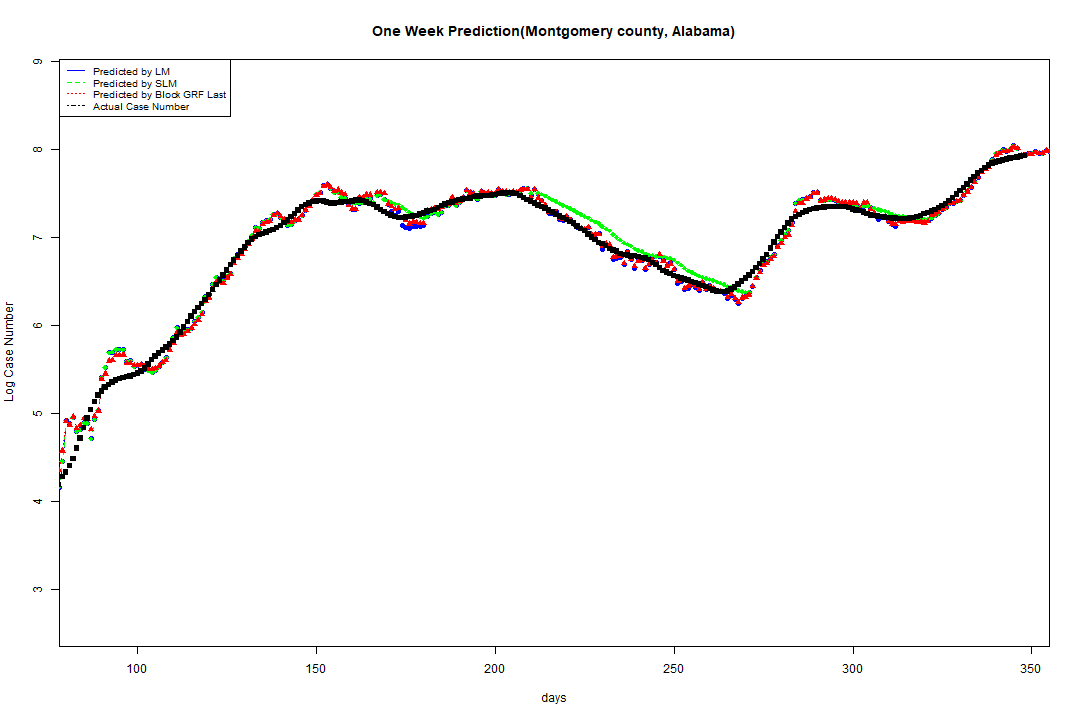 One Week Prediction(Montgomery county, Alabama)
Predicted by LM
Predicted by SLM
Predicted by Block GRF Last
Actual Case Number
9
8
7
6
5
4
3
Log Case Number
100 150 200 250 300 350
days